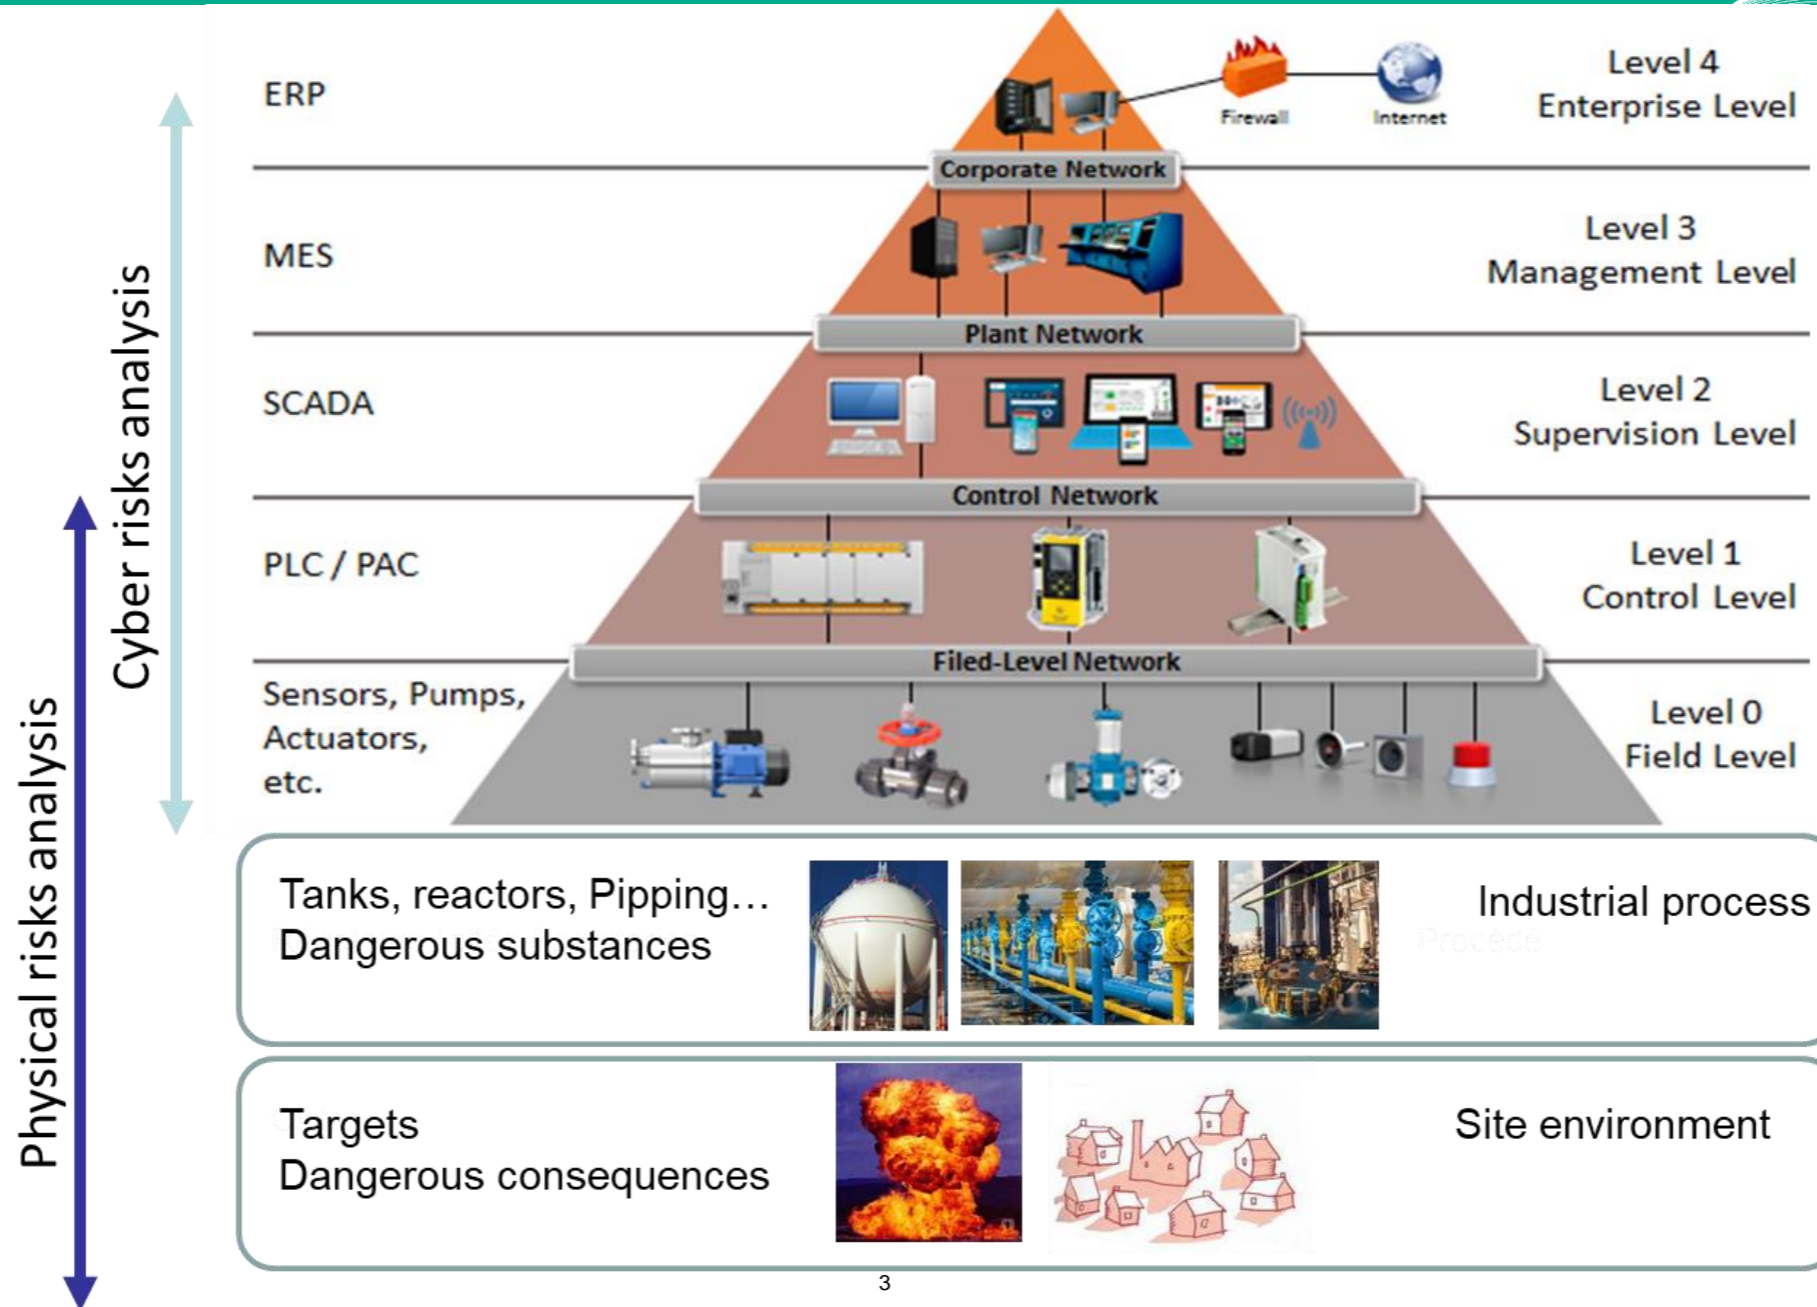 ERP
Firewall
Internet
Level 4
Enterprise Level
Corporate Network
MES
Level 3
Management Level
Plant Network
SCADA
Level 2
Supervision Level
Control Network
PLC / PAC
Level 1
Control Level
Filed-Level Network
Sensors, Pumps,
Actuators,
etc.
Level 0
Field Level
Cyber risks analysis
Physical risks analysis
Tanks, reactors, Pipping…
Dangerous substances
Industrial process
Procédé
Targets
Dangerous consequences
Site environment
3